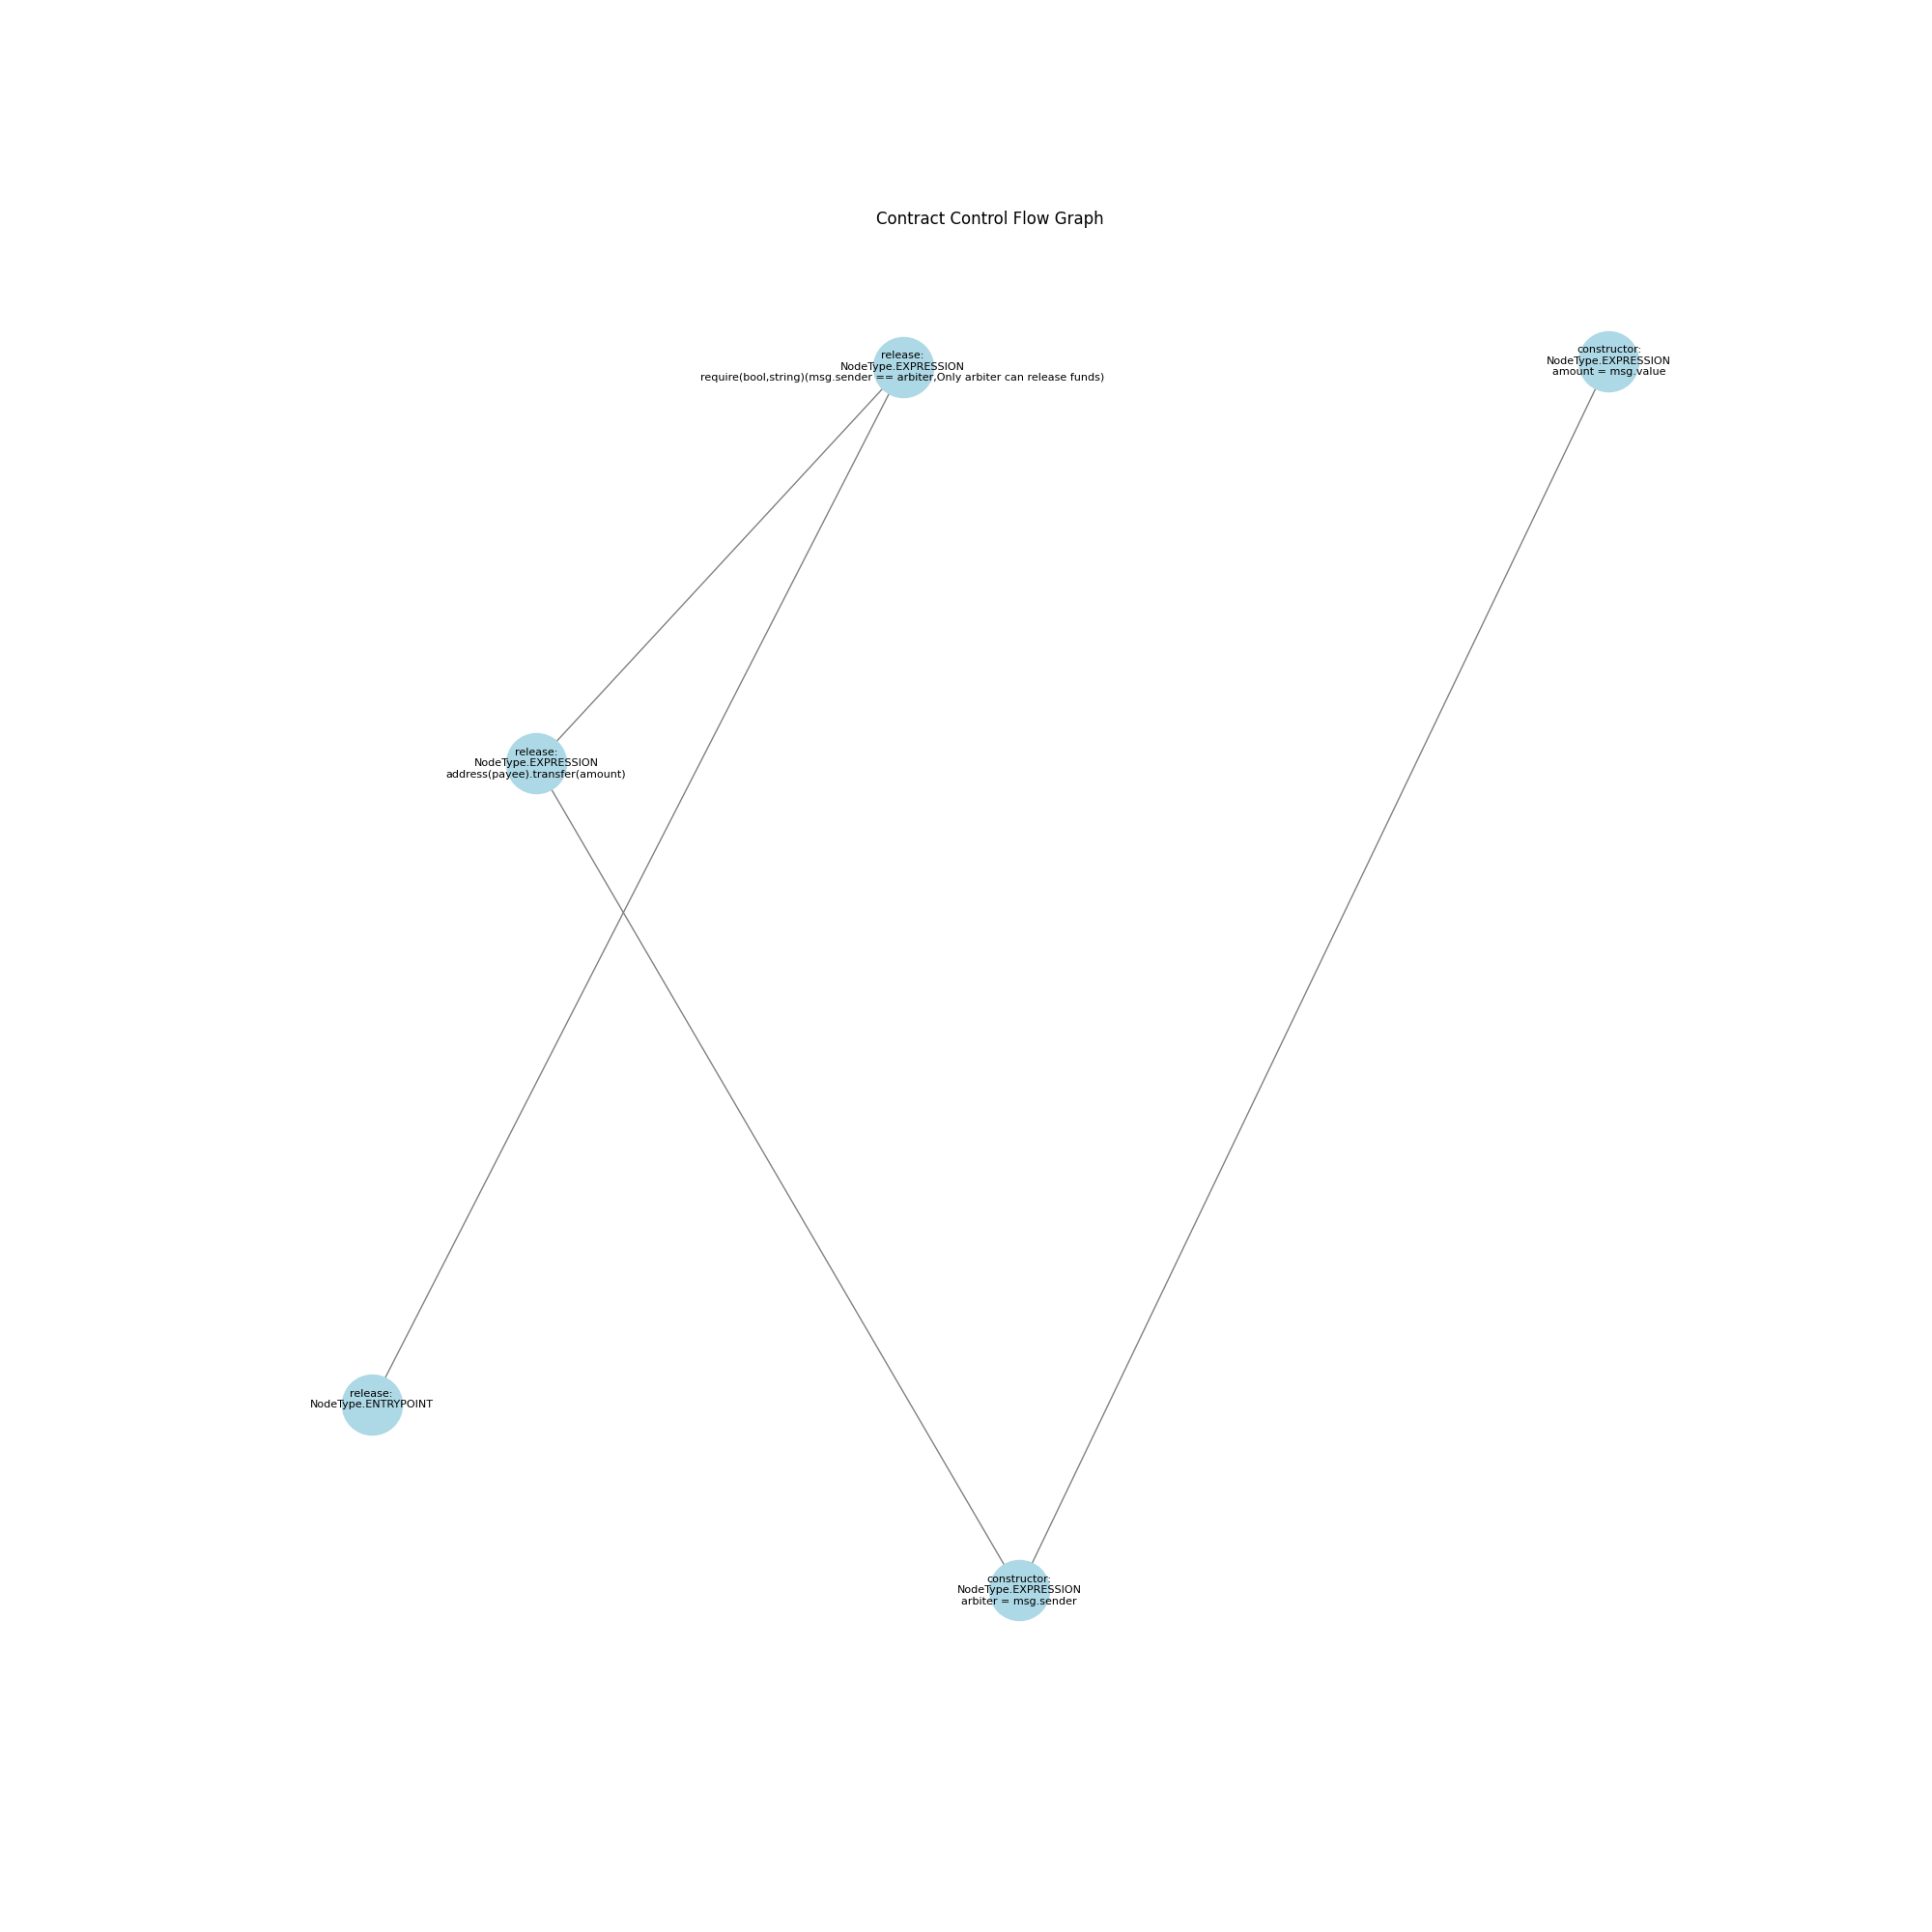 Contract Control Flow Graph
release:
NodeType.EXPRESSION
require(bool,string)(msg.sender == arbiter,Only arbiter can release funds)
constructor:
NodeType.EXPRESSION
amount = msg.value
release:
NodeType.EXPRESSION
address(payee).transfer(amount)
release:
NodeType.ENTRYPOINT
constructor:
NodeType.EXPRESSION
arbiter = msg.sender